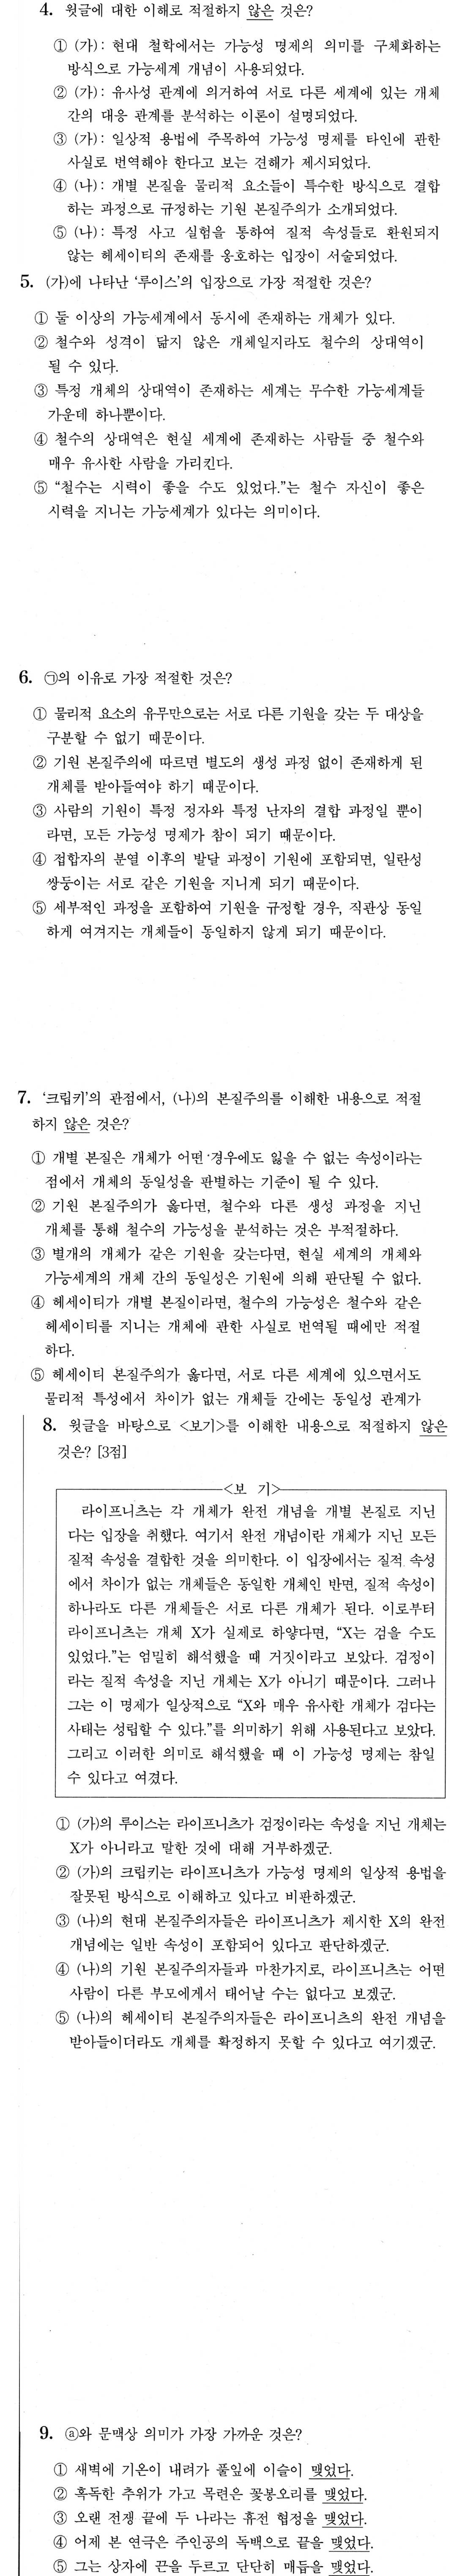 4. 윗글에 대한 이해로 적절하지 않은 것은?
① (가): 현대 철학에서는 가능성 명제의 의미를 구체화하는
방식으로 가능세계 개념이 사용되었다.
② (가): 유사성 관계에 의거하여 서로 다른 세계에 있는 개체
간의 대응 관계를 분석하는 이론이 설명되었다.
③ (가): 일상적 용법에 주목하여 가능성 명제를 타인에 관한
사실로 번역해야 한다고 보는 견해가 제시되었다.
④ (나): 개별 본질을 물리적 요소들이 특수한 방식으로 결합
하는 과정으로 규정하는 기원 본질주의가 소개되었다.
⑤ (나): 특정 사고 실험을 통하여 질적 속성들로 환원되지
않는 헤세이티의 존재를 옹호하는 입장이 서술되었다.
5. (가)에 나타난 ‘루이스’의 입장으로 가장 적절한 것은?
① 둘 이상의 가능세계에서 동시에 존재하는 개체가 있다.
② 철수와 성격이 닮지 않은 개체일지라도 철수의 상대역이
될 수 있다.
③ 특정 개체의 상대역이 존재하는 세계는 무수한 가능세계들
가운데 하나뿐이다.
④ 철수의 상대역은 현실 세계에 존재하는 사람들 중 철수와
매우 유사한 사람을 가리킨다.
⑤ “철수는 시력이 좋을 수도 있었다.”는 철수 자신이 좋은
시력을 지니는 가능세계가 있다는 의미이다.
6. ㉠의 이유로 가장 적절한 것은?
① 물리적 요소의 유무만으로는 서로 다른 기원을 갖는 두 대상을
구분할 수 없기 때문이다.
② 기원 본질주의에 따르면 별도의 생성 과정 없이 존재하게 된
개체를 받아들여야 하기 때문이다.
③ 사람의 기원이 특정 정자와 특정 난자의 결합 과정일 뿐이
라면, 모든 가능성 명제가 참이 되기 때문이다.
④ 접합자의 분열 이후의 발달 과정이 기원에 포함되면, 일란성
쌍둥이는 서로 같은 기원을 지니게 되기 때문이다.
⑤ 세부적인 과정을 포함하여 기원을 규정할 경우, 직관상 동일
하게 여겨지는 개체들이 동일하지 않게 되기 때문이다.
7. ‘크립키’의 관점에서, (나)의 본질주의를 이해한 내용으로 적절
하지 않은 것은?
① 개별 본질은 개체가 어떤 경우에도 잃을 수 없는 속성이라는
점에서 개체의 동일성을 판별하는 기준이 될 수 있다.
② 기원 본질주의가 옳다면, 철수와 다른 생성 과정을 지닌
개체를 통해 철수의 가능성을 분석하는 것은 부적절하다.
③ 별개의 개체가 같은 기원을 갖는다면, 현실 세계의 개체와
가능세계의 개체 간의 동일성은 기원에 의해 판단될 수 없다.
④ 헤세이티가 개별 본질이라면, 철수의 가능성은 철수와 같은
헤세이티를 지니는 개체에 관한 사실로 번역될 때에만 적절
하다.
⑤ 헤세이티 본질주의가 옳다면, 서로 다른 세계에 있으면서도
물리적 특성에서 차이가 없는 개체들 간에는 동일성 관계가
8. 윗글을 바탕으로 <보기>를 이해한 내용으로 적절하지 않은
것은? [3점]
<보 기>
라이프니츠는 각 개체가 완전 개념을 개별 본질로 지닌
다는 입장을 취했다. 여기서 완전 개념이란 개체가 지닌 모든
질적 속성을 결합한 것을 의미한다. 이 입장에서는 질적 속성
에서 차이가 없는 개체들은 동일한 개체인 반면, 질적 속성이
하나라도 다른 개체들은 서로 다른 개체가 된다. 이로부터
라이프니츠는 개체 X가 실제로 하얗다면, “X는 검을 수도
있었다.”는 엄밀히 해석했을 때 거짓이라고 보았다. 검정이
라는 질적 속성을 지닌 개체는 X가 아니기 때문이다. 그러나
그는 이 명제가 일상적으로 “X와 매우 유사한 개체가 검다는
사태는 성립할 수 있다.”를 의미하기 위해 사용된다고 보았다.
그리고 이러한 의미로 해석했을 때 이 가능성 명제는 참일
수 있다고 여겼다.
① (가)의 루이스는 라이프니츠가 검정이라는 속성을 지닌 개체는
X가 아니라고 말한 것에 대해 거부하겠군.
② (가)의 크립키는 라이프니츠가 가능성 명제의 일상적 용법을
잘못된 방식으로 이해하고 있다고 비판하겠군.
③ (나)의 현대 본질주의자들은 라이프니츠가 제시한 X의 완전
개념에는 일반 속성이 포함되어 있다고 판단하겠군.
④ (나)의 기원 본질주의자들과 마찬가지로, 라이프니츠는 어떤
사람이 다른 부모에게서 태어날 수는 없다고 보겠군.
⑤ (나)의 헤세이티 본질주의자들은 라이프니츠의 완전 개념을
받아들이더라도 개체를 확정하지 못할 수 있다고 여기겠군.
9. ⓐ와 문맥상 의미가 가장 가까운 것은?
① 새벽에 기온이 내려가 풀잎에 이슬이 맺었다.
② 혹독한 추위가 가고 목련은 꽃봉오리를 맺었다.
③ 오랜 전쟁 끝에 두 나라는 휴전 협정을 맺었다.
④ 어제 본 연극은 주인공의 독백으로 끝을 맺었다.
⑤ 그는 상자에 끈을 두르고 단단히 매듭을 맺었다.